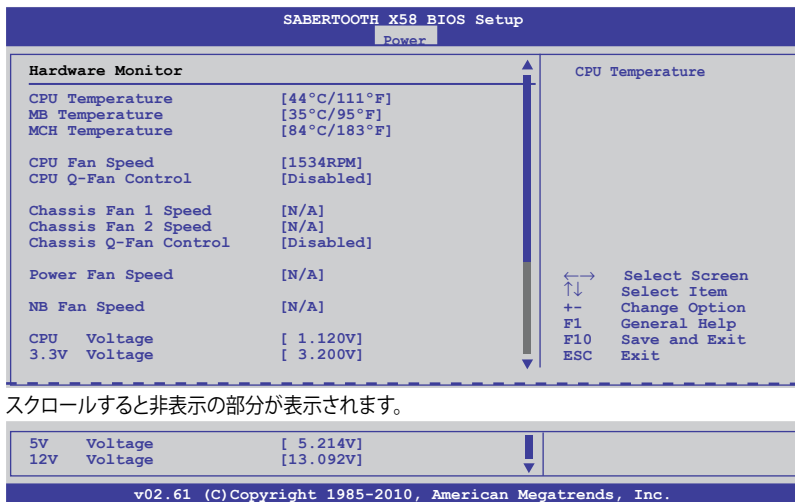 SABERTOOTH X58 BIOS Setup
Power
Hardware Monitor
CPU Temperature [44°C/111°F]
MB Temperature [35°C/95°F]
MCH Temperature [84°C/183°F]
CPU Fan Speed [1534RPM]
CPU Q-Fan Control [Disabled]
Chassis Fan 1 Speed [N/A]
Chassis Fan 2 Speed [N/A]
Chassis Q-Fan Control [Disabled]
Power Fan Speed [N/A]
NB Fan Speed [N/A]
CPU Voltage [ 1.120V]
3.3V Voltage [ 3.200V]
CPU Temperature
←→ Select Screen
↑↓ Select Item
+- Change Option
F1 General Help
F10 Save and Exit
ESC Exit
スクロールすると非表示の部分が表示されます。
5V Voltage [ 5.214V]
12V Voltage [13.092V]
v02.61 (C)Copyright 1985-2010, American Megatrends, Inc.